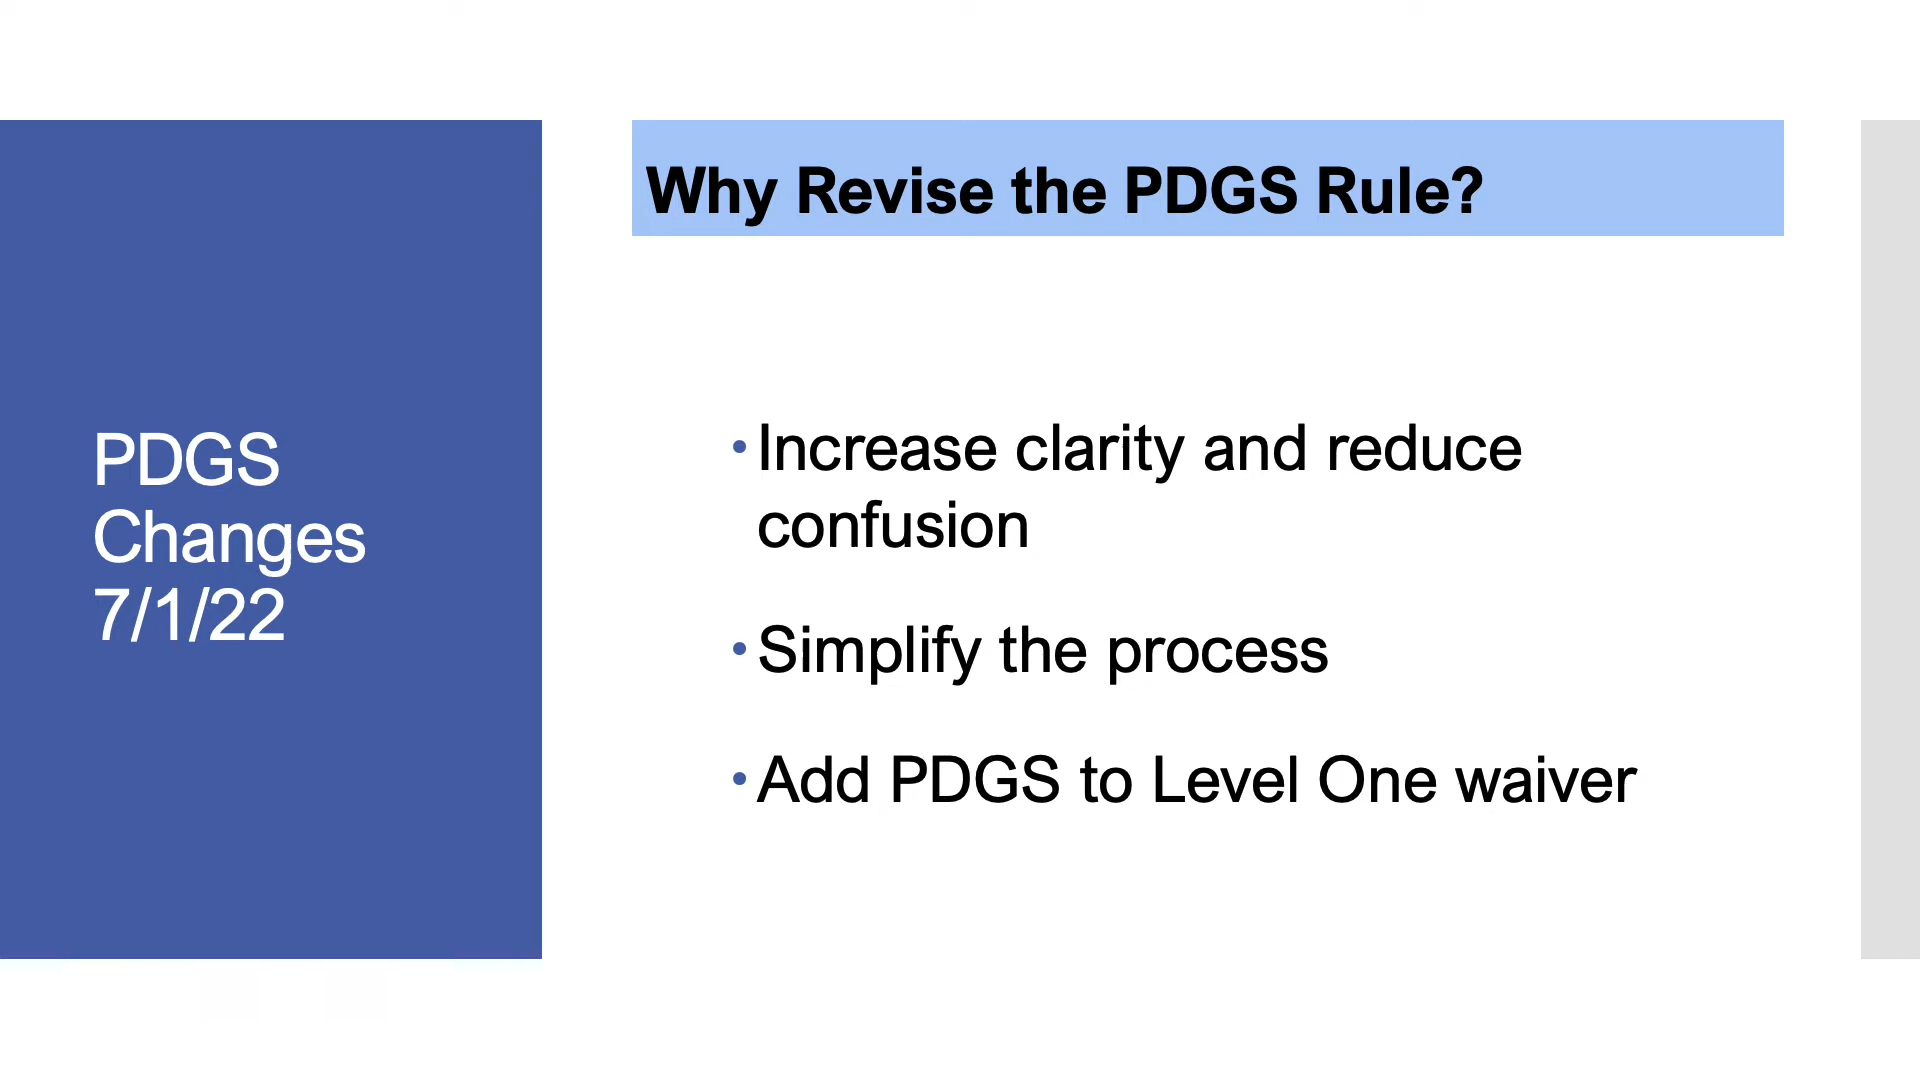 PDGS
Changes
7/1/22
Why Revise the PDGS Rule?
• Increase clarity and reduce
confusion
• Simplify the process
• Add PDGS to Level One waiver